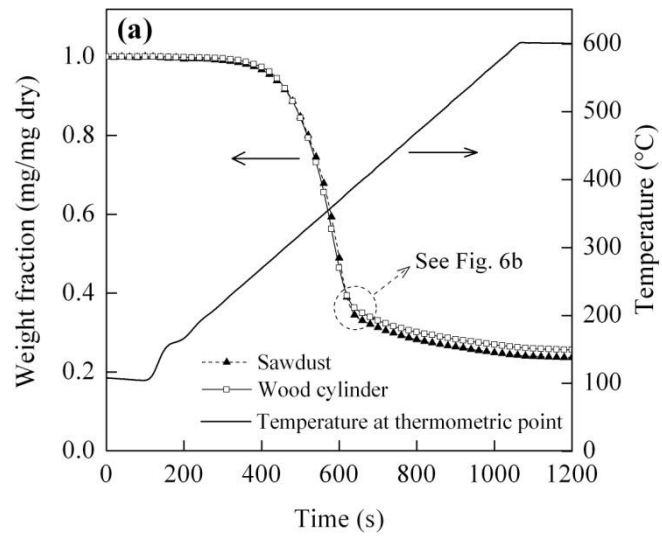 (a)
Weight fraction (mg/mg dry)
1.0
0.8
0.6
0.4
0.2
0.0
600
500
400
300
200
100
0
Temperature (°C)
See Fig. 6b
Sawdust
Wood cylinder
Temperature at thermometric point
0 200 400 600 800 1000 1200
Time (s)